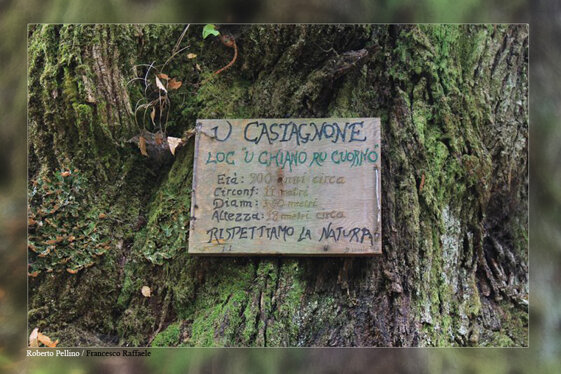 U CASTAGNONE
LOC "U CHIANO RU CUORNO"
Età: 900 anni circa
Circonf: 11 metri
Diam: 3.50 metri
Altezza: 18 metri circa
RISPETTIAMO LA NATURA
Roberto Pellino / Francesco Raffaele